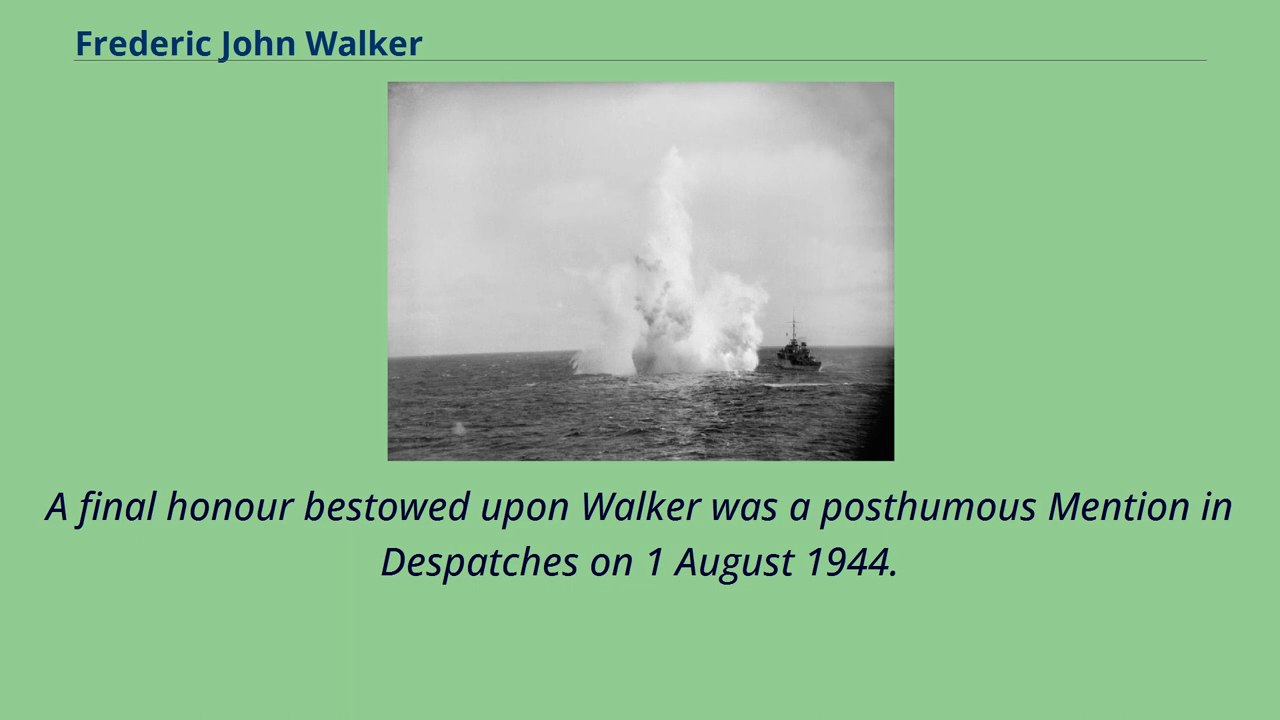 Frederic John Walker
A final honour bestowed upon Walker was a posthumous Mention in
Despatches on 1 August 1944.